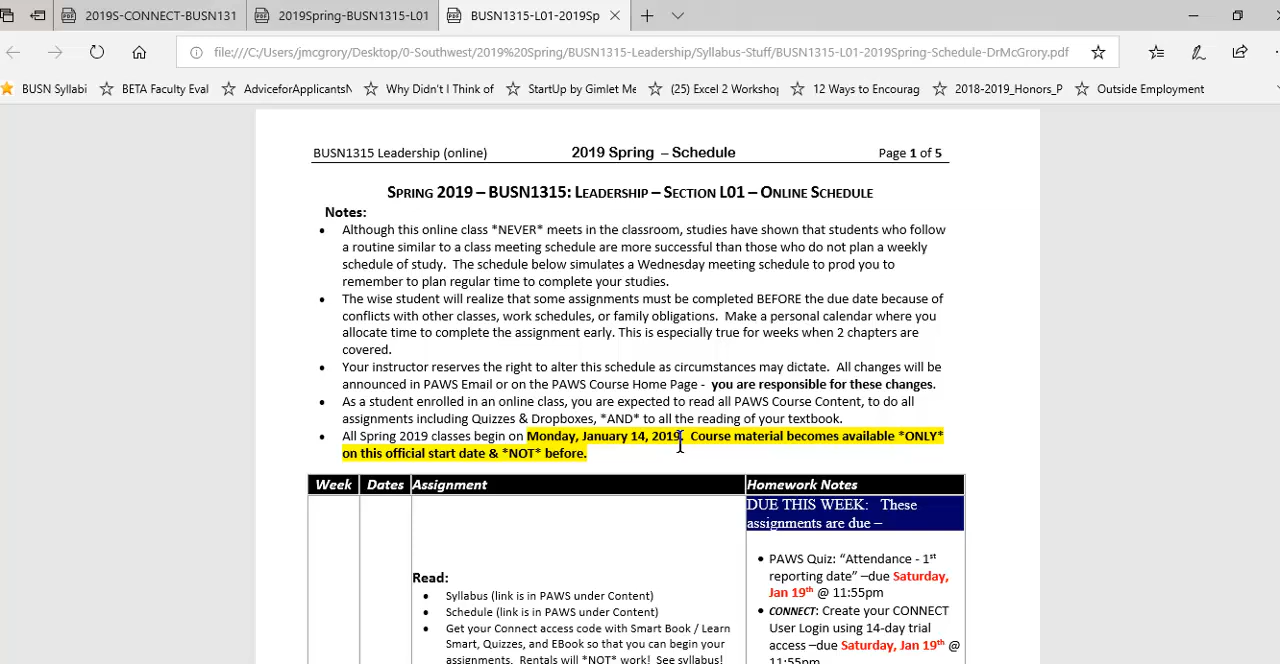 2019S-CONNECT-BUSN131
2019Spring-BUSN1315-L01
BUSN1315-L01-2019Sp
file:///C:/Users/jmcgrory/Desktop/0-Southwest/2019%20Spring/BUSN1315-Leadership/Syllabus-Stuff/BUSN1315-L01-2019Spring-Schedule-DrMcGrory.pdf
BUSN Syllabi BETA Faculty Eval AdviceforApplicantsN Why Didn't I Think of StartUp by Gimlet Me (25) Excel 2 Workshop 12 Ways to Encourag 2018-2019_Honors_P Outside Employment
BUSN1315 Leadership (online) 2019 Spring – Schedule Page 1 of 5
SPRING 2019 – BUSN1315: LEADERSHIP – SECTION L01 – ONLINE SCHEDULE
Notes:
• Although this online class *NEVER* meets in the classroom, studies have shown that students who follow
a routine similar to a class meeting schedule are more successful than those who do not plan a weekly
schedule of study. The schedule below simulates a Wednesday meeting schedule to prod you to
remember to plan regular time to complete your studies.
• The wise student will realize that some assignments must be completed BEFORE the due date because of
conflicts with other classes, work schedules, or family obligations. Make a personal calendar where you
allocate time to complete the assignment early. This is especially true for weeks when 2 chapters are
covered.
• Your instructor reserves the right to alter this schedule as circumstances may dictate. All changes will be
announced in PAWS Email or on the PAWS Course Home Page - you are responsible for these changes.
• As a student enrolled in an online class, you are expected to read all PAWS Course Content, to do all
assignments including Quizzes & Dropboxes, *AND* to all the reading of your textbook.
• All Spring 2019 classes begin on Monday, January 14, 2019. Course material becomes available *ONLY*
on this official start date & *NOT* before.
Week Dates Assignment Homework Notes
DUE THIS WEEK: These
assignments are due –
Read:
• Syllabus (link is in PAWS under Content)
• Schedule (link is in PAWS under Content)
• Get your Connect access code with Smart Book / Learn
Smart, Quizzes, and EBook so that you can begin your
assignments. Rentals will *NOT* work! See syllabus!
• PAWS Quiz: "Attendance - 1st
reporting date" –due Saturday,
Jan 19th @ 11:55pm
• CONNECT: Create your CONNECT
User Login using 14-day trial
access –due Saturday, Jan 19th @
11:55pm